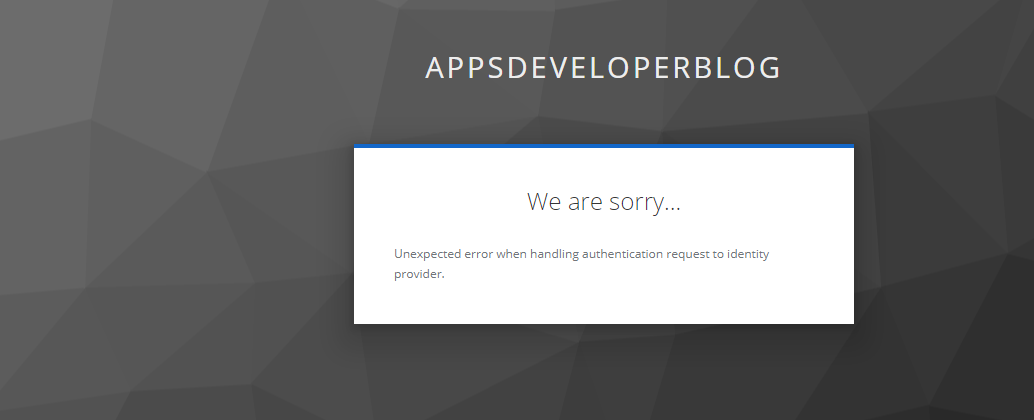 APPSDEVELOPERBLOG
We are sorry...
Unexpected error when handling authentication request to identity
provider.